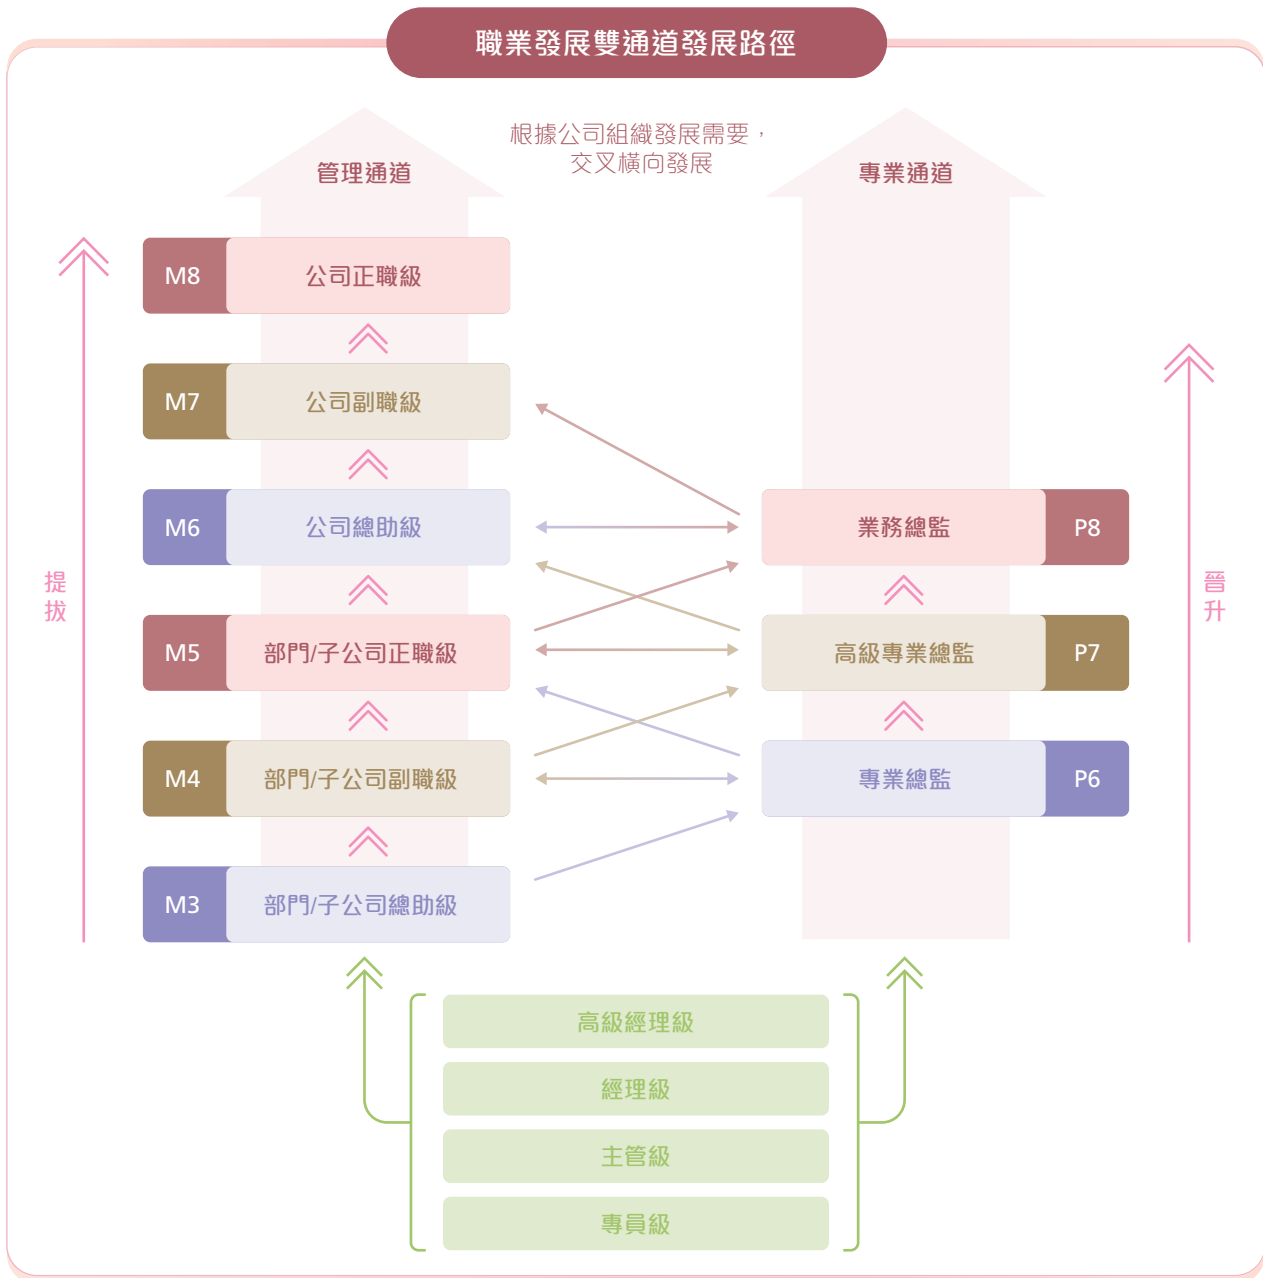 職業發展雙通道發展路徑
根據公司組織發展需要，
交叉橫向發展
管理通道
專業通道
M8 公司正職級
M7 公司副職級
M6 公司總助級
業務總監 P8
提拔
晉升
M5 部門/子公司正職級
高級專業總監 P7
M4 部門/子公司副職級
專業總監 P6
M3 部門/子公司總助級
高級經理級
經理級
主管級
專員級